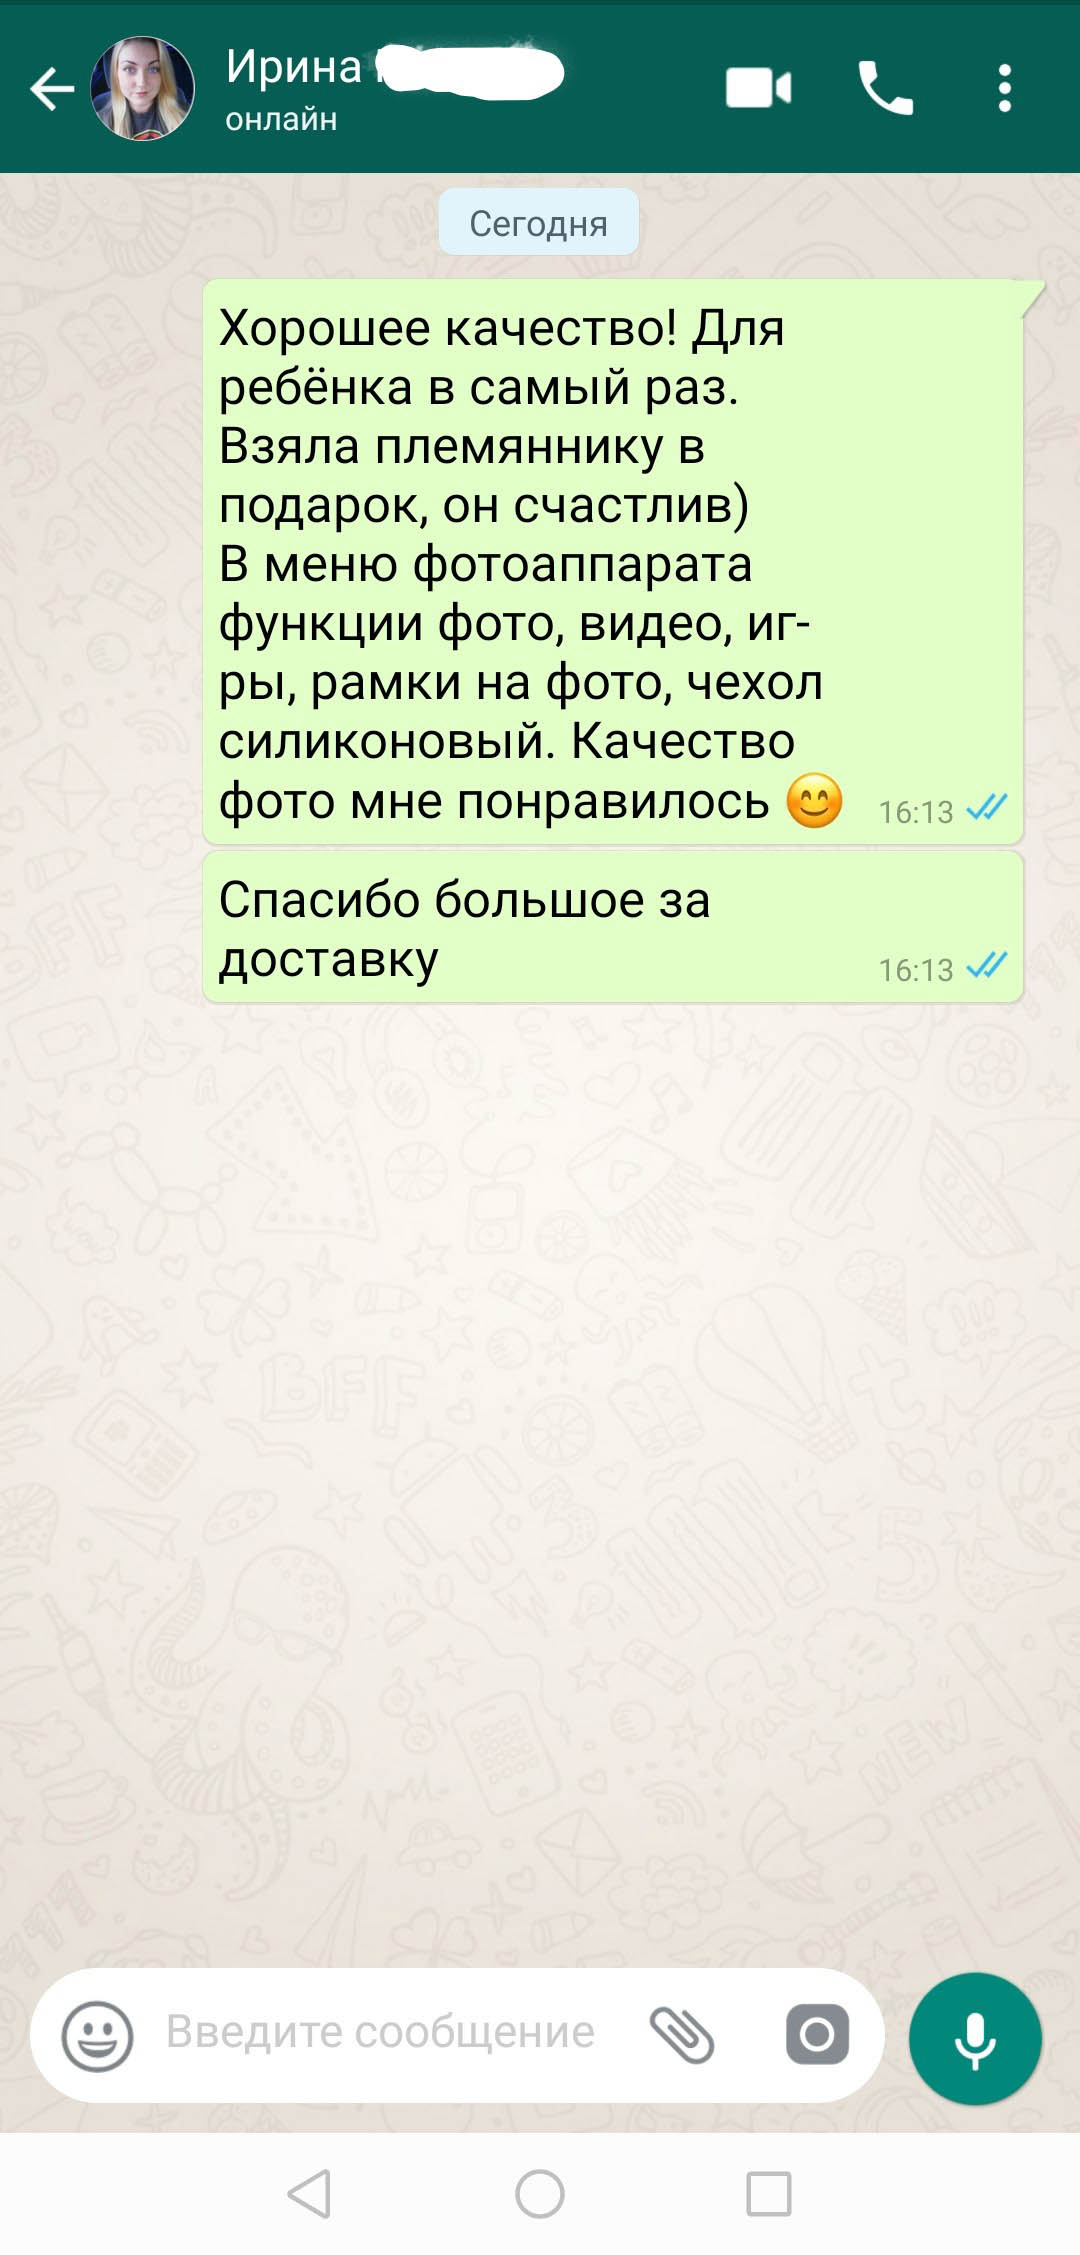 Ирина
онлайн
Сегодня
Хорошее качество! Для
ребёнка в самый раз.
Взяла племяннику в
подарок, он счастлив)
В меню фотоаппарата
функции фото, видео, иг-
ры, рамки на фото, чехол
силиконовый. Качество
фото мне понравилось 😊 16:13
Спасибо большое за
доставку 16:13
Введите сообщение